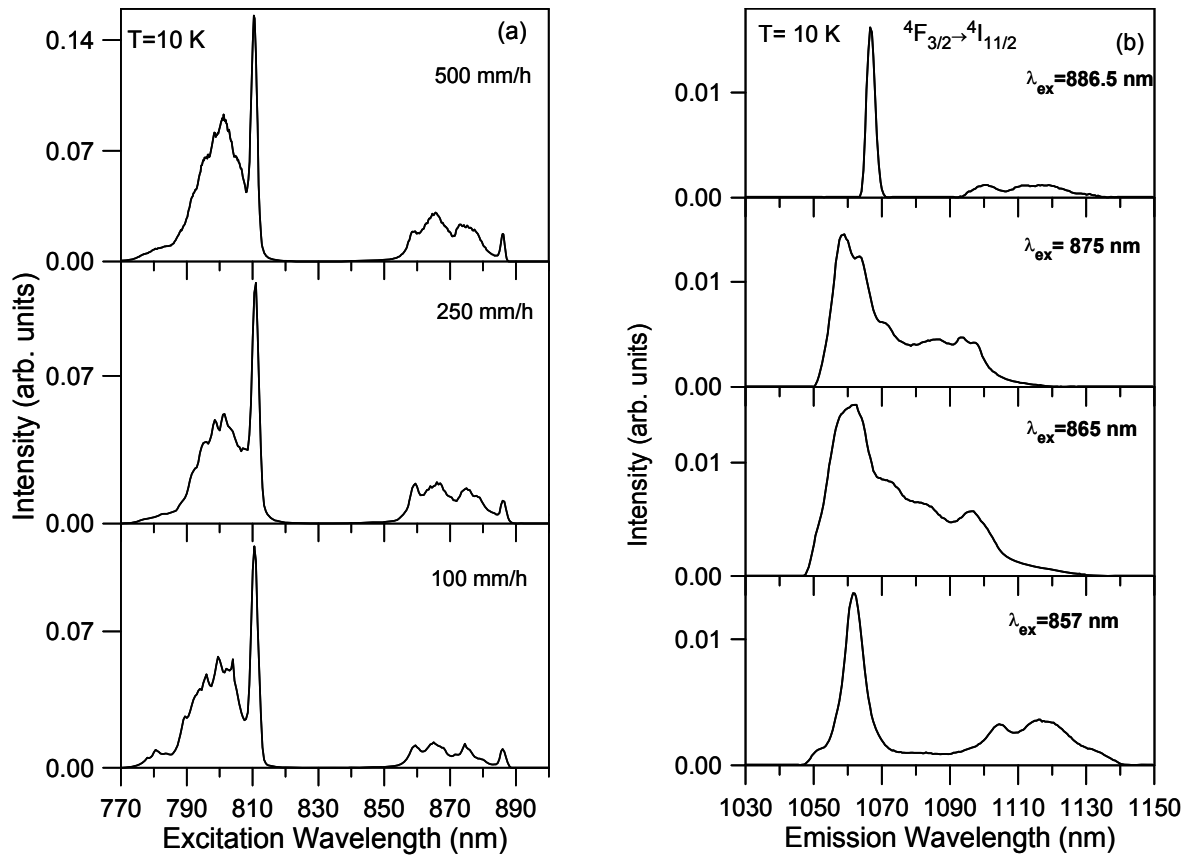 T=10 K
(a)
500 mm/h
0.14
0.07
0.00
250 mm/h
0.07
0.00
100 mm/h
0.07
0.00
770 790 810 830 850 870 890
Excitation Wavelength (nm)
Intensity (arb. units)
T= 10 K
⁴F₃/₂→⁴I₁₁/₂
(b)
λₑₓ=886.5 nm
0.01
0.00
λₑₓ= 875 nm
0.01
0.00
λₑₓ=865 nm
0.01
0.00
λₑₓ=857 nm
0.01
0.00
1030 1050 1070 1090 1110 1130 1150
Emission Wavelength (nm)
Intensity (arb. units)